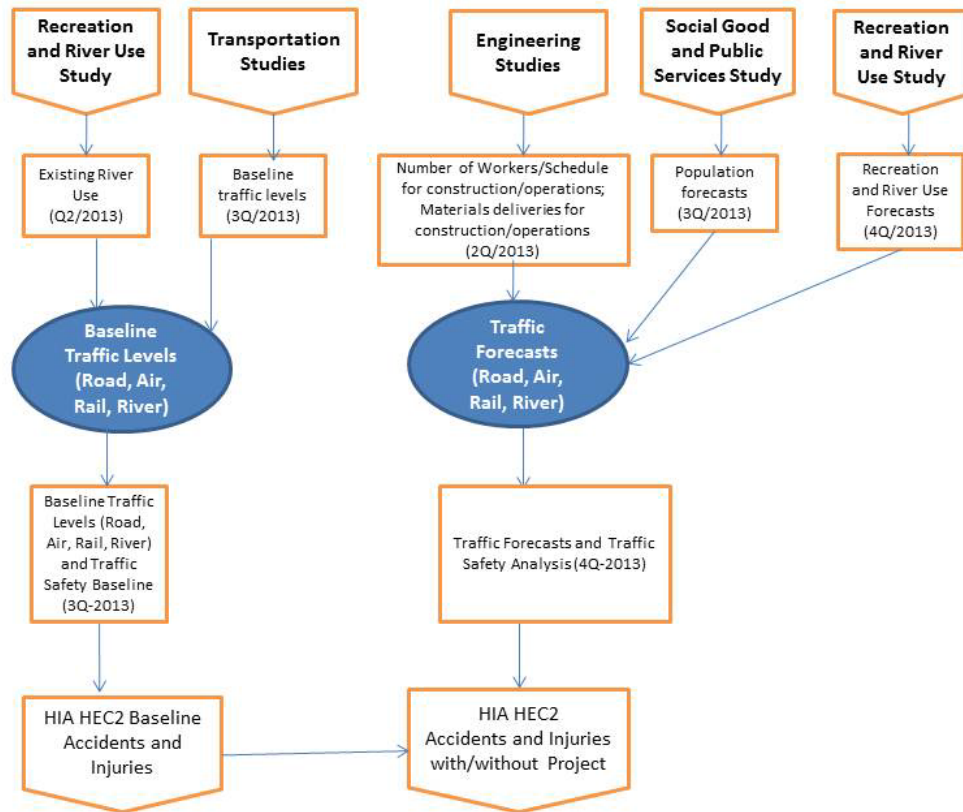 Recreation
and River Use
Study
Transportation
Studies
Engineering
Studies
Social Good
and Public
Services Study
Recreation
and River
Use Study
Existing River
Use
(Q2/2013)
Baseline
traffic levels
(3Q/2013)
Number of Workers/Schedule
for construction/operations;
Materials deliveries for
construction/operations
(2Q/2013)
Population
forecasts
(3Q/2013)
Recreation
and River Use
Forecasts
(4Q/2013)
Baseline
Traffic Levels
(Road, Air,
Rail, River)
Traffic
Forecasts
(Road, Air,
Rail, River)
Baseline Traffic
Levels (Road,
Air, Rail, River)
and Traffic
Safety Baseline
(3Q-2013)
Traffic Forecasts and Traffic
Safety Analysis (4Q-2013)
HIA HEC2 Baseline
Accidents and
Injuries
HIA HEC2
Accidents and Injuries
with/without Project